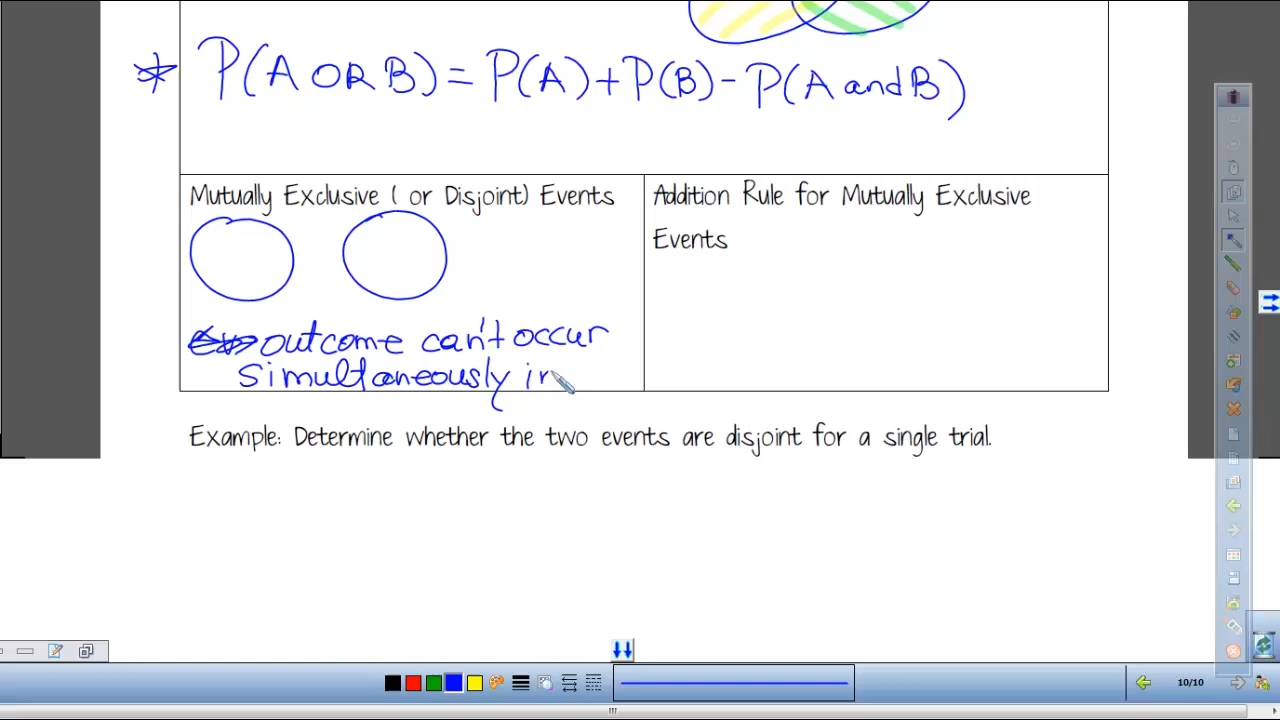 * P(A OR B) = P(A) + P(B) - P(A and B)
Mutually Exclusive ( or Disjoint) Events
outcome can't occur
simultaneously in
Addition Rule for Mutually Exclusive
Events
Example: Determine whether the two events are disjoint for a single trial.
10/10